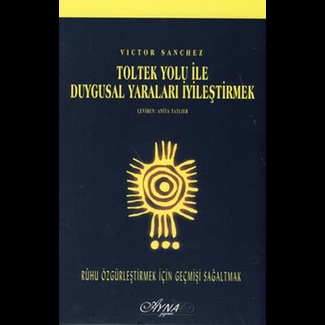 VICTOR SANCHEZ
TOLTEK YOLU İLE
DUYGUSAL YARALARI İYİLEŞTİRMEK
ÇEVİREN: ANİTA TATLIER
RÛHU ÖZGÜRLEŞTİRMEK İÇİN GEÇMİŞİ SAĞALTMAK
AYNA